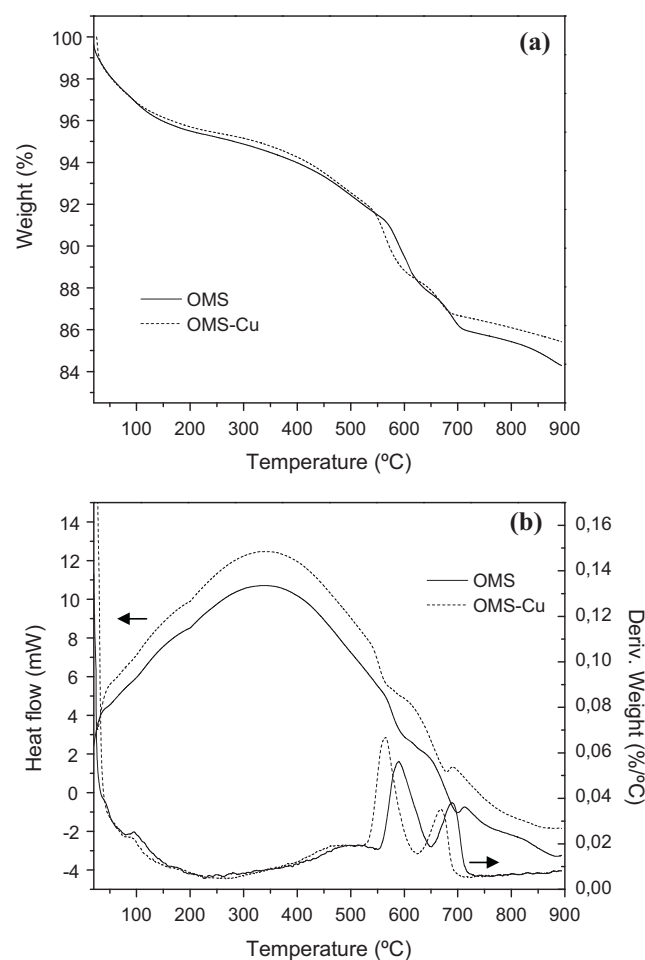 (a)
100
98
96
94
92
90
88
86
84
Weight (%)
OMS
OMS-Cu
100 200 300 400 500 600 700 800 900
Temperature (ºC)
(b)
14
12
10
8
6
4
2
0
-2
-4
Heat flow (mW)
OMS
OMS-Cu
0,16
0,13
0,10
0,08
0,06
0,04
0,02
0,00
Deriv. Weight (%/ºC)
100 200 300 400 500 600 700 800 900
Temperature (ºC)